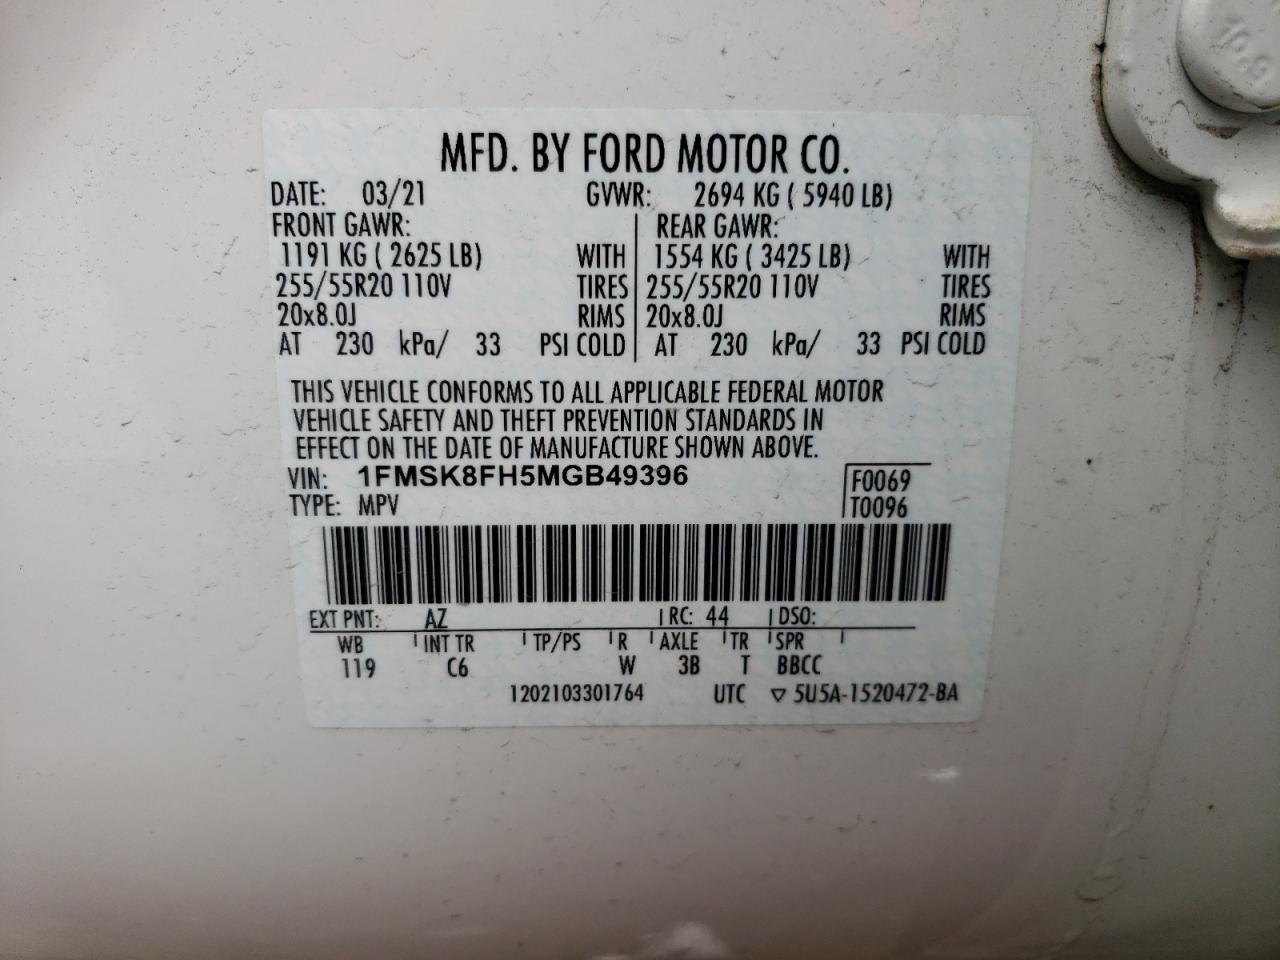 10.9
MFD. BY FORD MOTOR CO.
DATE: 03/21 GVWR: 2694 KG ( 5940 LB)
FRONT GAWR: REAR GAWR:
1191 KG ( 2625 LB) WITH 1554 KG ( 3425 LB) WITH
255/55R20 110V TIRES 255/55R20 110V TIRES
20x8.0J RIMS 20x8.0J RIMS
AT 230 kPa/ 33 PSI COLD AT 230 kPa/ 33 PSI COLD
THIS VEHICLE CONFORMS TO ALL APPLICABLE FEDERAL MOTOR
VEHICLE SAFETY AND THEFT PREVENTION STANDARDS IN
EFFECT ON THE DATE OF MANUFACTURE SHOWN ABOVE.
VIN: 1FMSK8FH5MGB49396 F0069
TYPE: MPV T0096
EXT PNT: AZ RC: 44 DSO:
WB INT TR TP/PS R AXLE TR SPR
119 C6 W 3B T BBCC
1202103301764 UTC ▽ 5U5A-1520472-BA